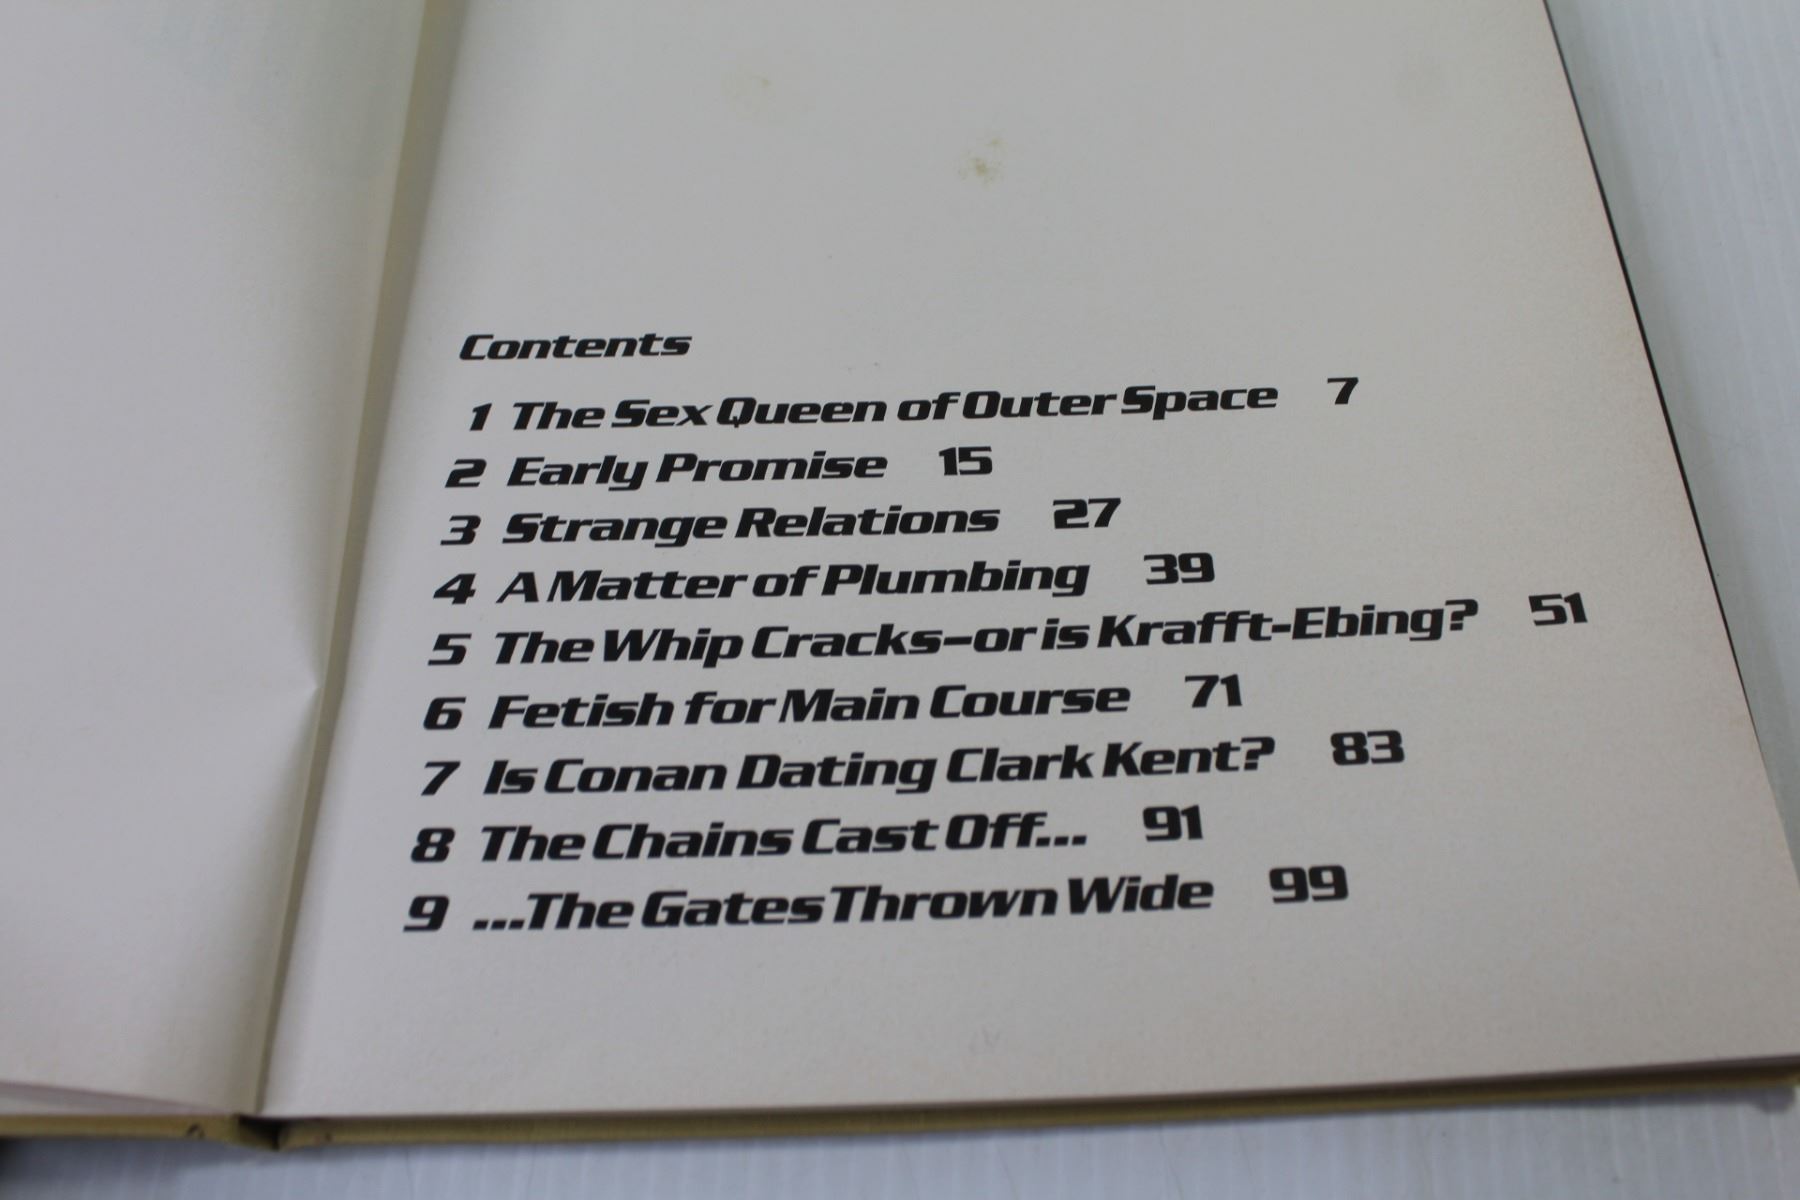 Contents
1 The Sex Queen of Outer Space 7
2 Early Promise 15
3 Strange Relations 27
4 A Matter of Plumbing 39
5 The Whip Cracks–or is Krafft-Ebing? 51
6 Fetish for Main Course 71
7 Is Conan Dating Clark Kent? 83
8 The Chains Cast Off... 91
9 ...The Gates Thrown Wide 99